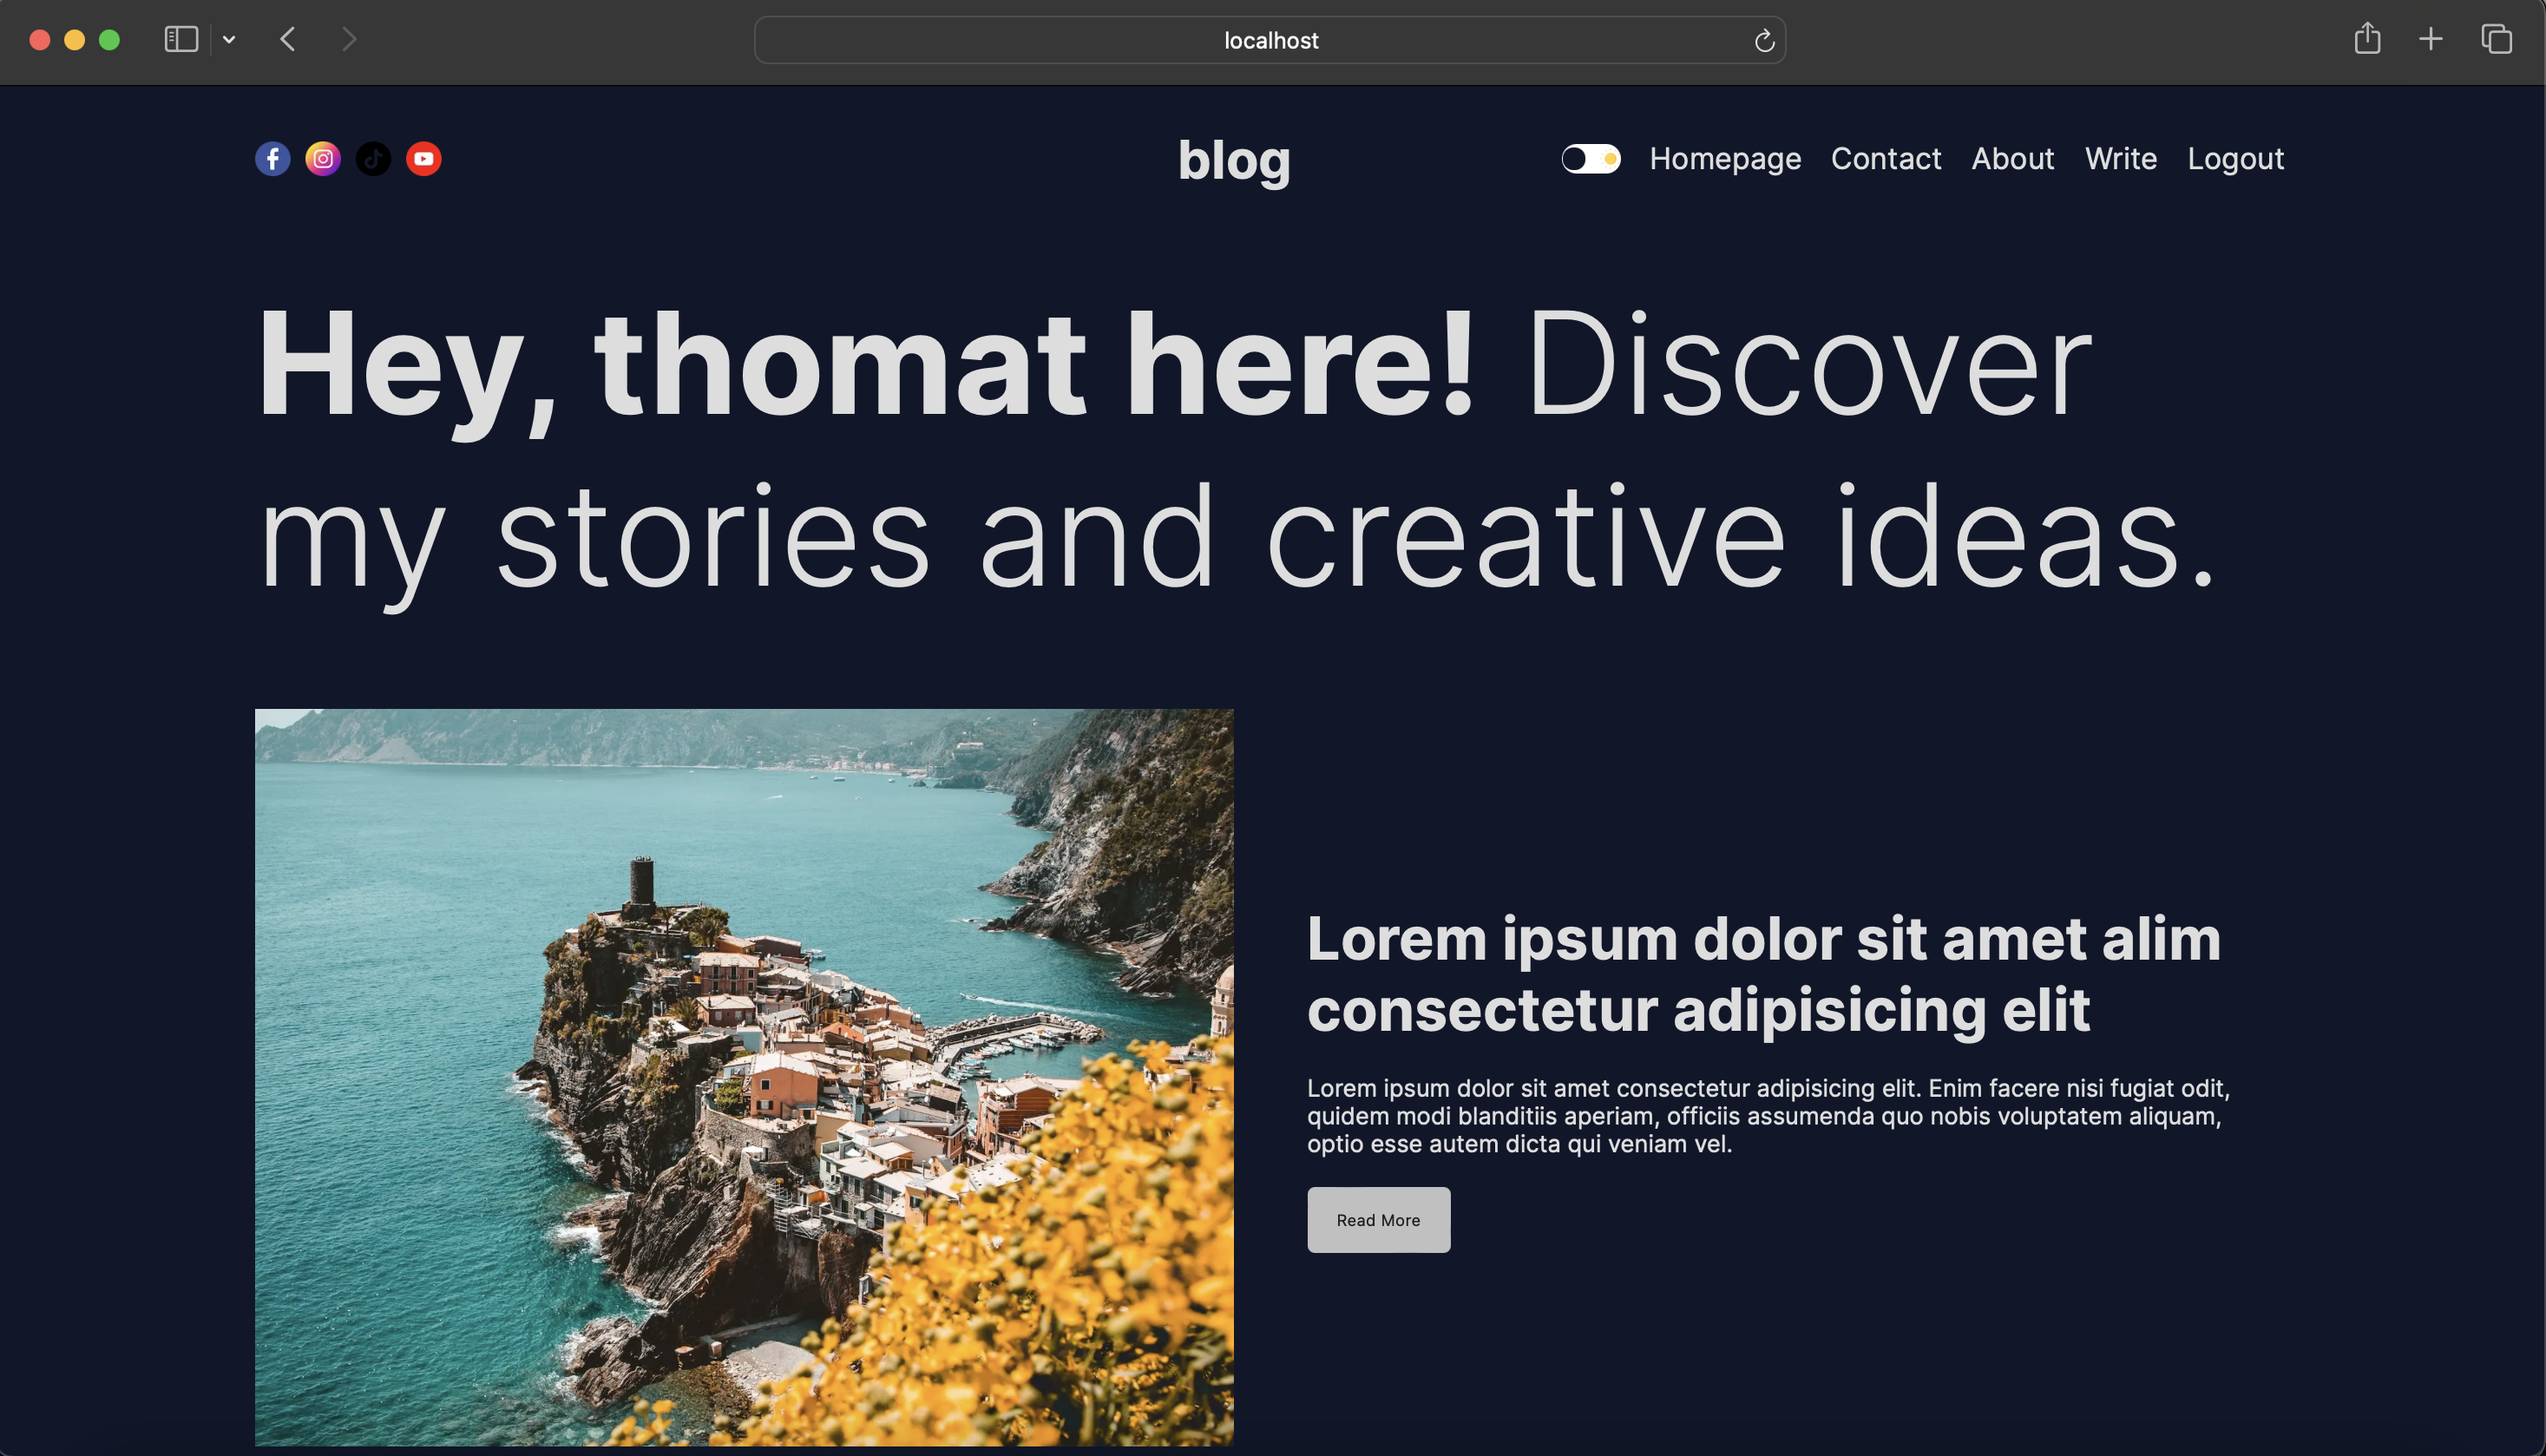 localhost
blog
Homepage Contact About Write Logout
Hey, thomat here! Discover
my stories and creative ideas.
Lorem ipsum dolor sit amet alim
consectetur adipisicing elit
Lorem ipsum dolor sit amet consectetur adipisicing elit. Enim facere nisi fugiat odit,
quidem modi blanditiis aperiam, officiis assumenda quo nobis voluptatem aliquam,
optio esse autem dicta qui veniam vel.
Read More